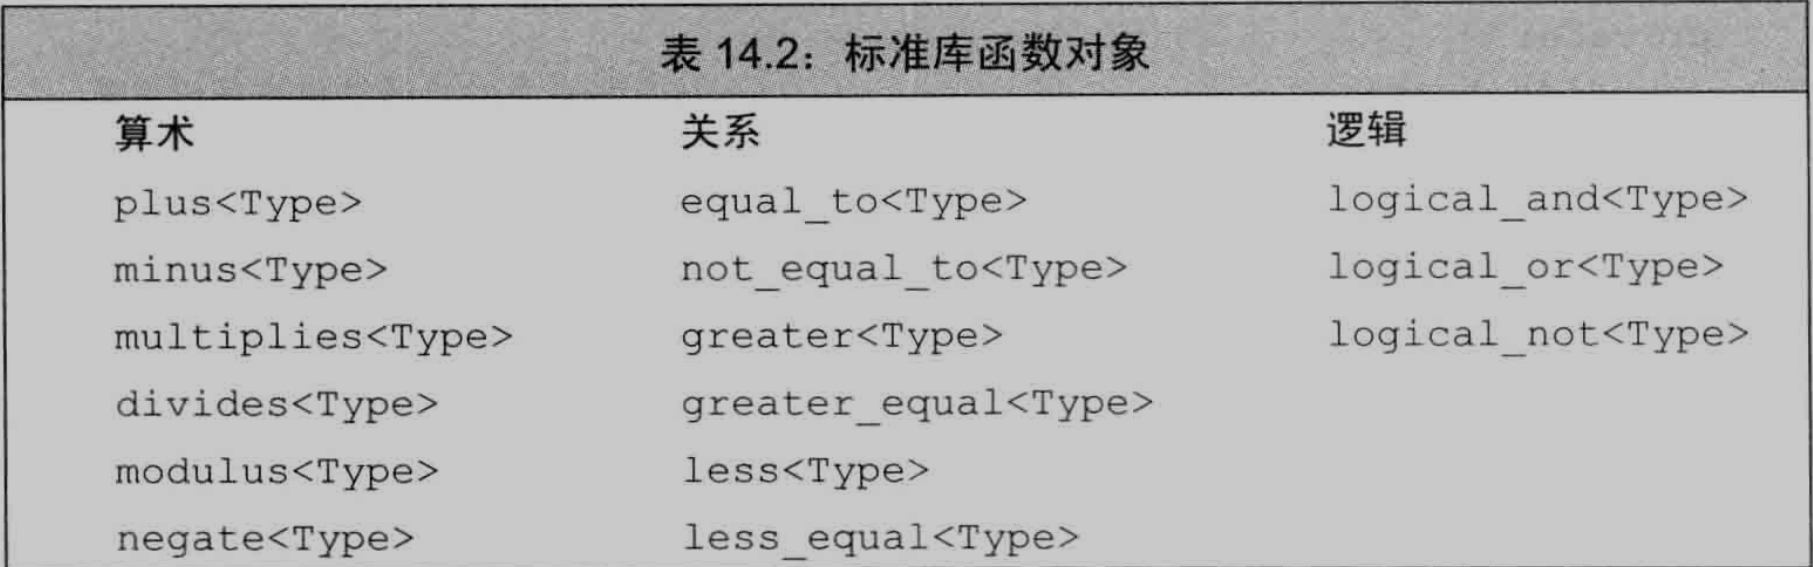 表 14.2：标准库函数对象
算术 关系 逻辑
plus<Type> equal_to<Type> logical_and<Type>
minus<Type> not_equal_to<Type> logical_or<Type>
multiplies<Type> greater<Type> logical_not<Type>
divides<Type> greater_equal<Type>
modulus<Type> less<Type>
negate<Type> less_equal<Type>